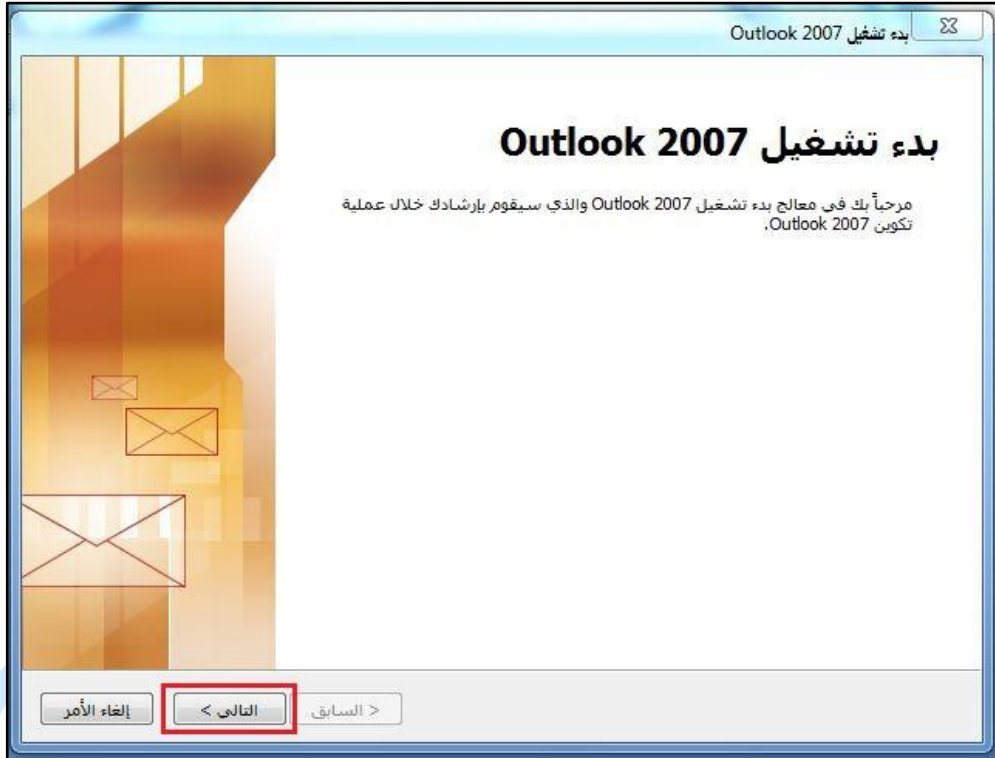 بدء تشغيل Outlook 2007
بدء تشغيل Outlook 2007
مرحباً بك في معالج بدء تشغيل Outlook 2007 والذي سيقوم بإرشادك خلال عملية
تكوين Outlook 2007.
< السابق
التالي >
إلغاء الأمر